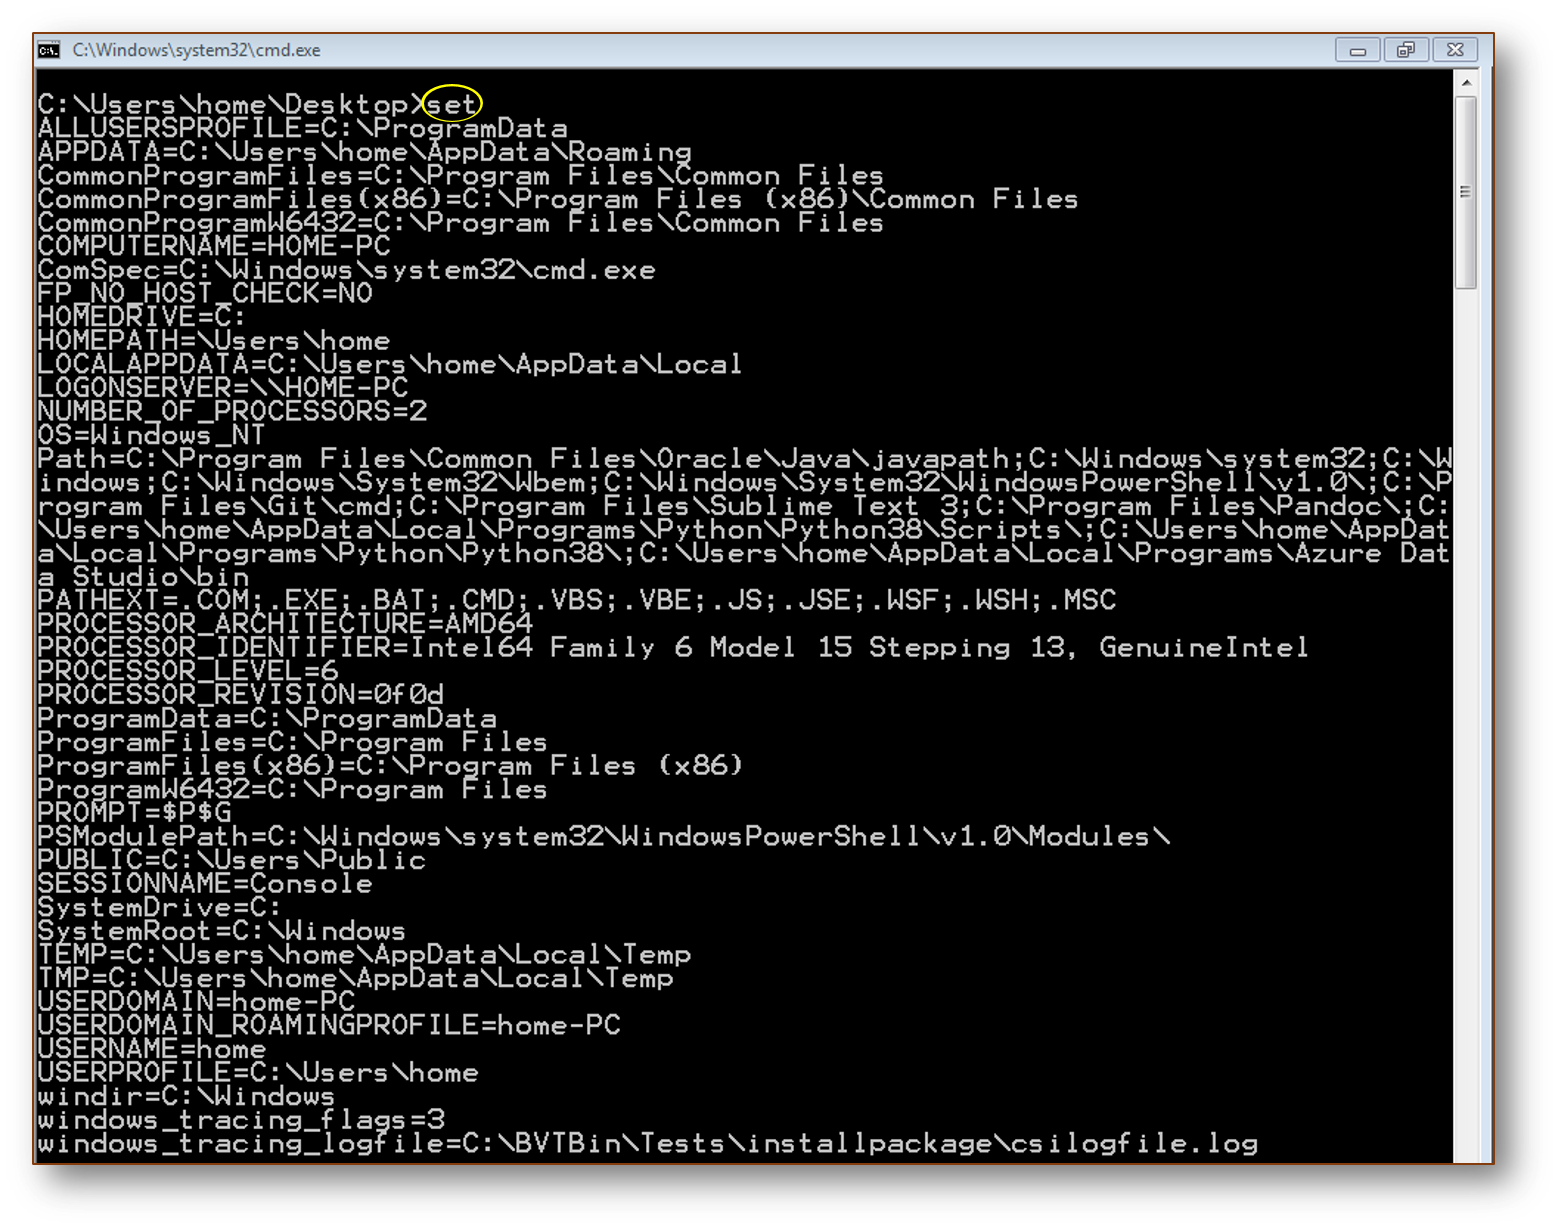 C:\Windows\system32\cmd.exe
C:\Users\home\Desktop>set
ALLUSERSPROFILE=C:\ProgramData
APPDATA=C:\Users\home\AppData\Roaming
CommonProgramFiles=C:\Program Files\Common Files
CommonProgramFiles(x86)=C:\Program Files (x86)\Common Files
CommonProgramW6432=C:\Program Files\Common Files
COMPUTERNAME=HOME-PC
ComSpec=C:\Windows\system32\cmd.exe
FP_NO_HOST_CHECK=NO
HOMEDRIVE=C:
HOMEPATH=\Users\home
LOCALAPPDATA=C:\Users\home\AppData\Local
LOGONSERVER=\\HOME-PC
NUMBER_OF_PROCESSORS=2
OS=Windows_NT
Path=C:\Program Files\Common Files\Oracle\Java\javapath;C:\Windows\system32;C:\W
indows;C:\Windows\System32\Wbem;C:\Windows\System32\WindowsPowerShell\v1.0\;C:\P
rogram Files\Git\cmd;C:\Program Files\Sublime Text 3;C:\Program Files\Pandoc\;C:
\Users\home\AppData\Local\Programs\Python\Python38\Scripts\;C:\Users\home\AppDat
a\Local\Programs\Python\Python38\;C:\Users\home\AppData\Local\Programs\Azure Dat
a Studio\bin
PATHEXT=.COM;.EXE;.BAT;.CMD;.VBS;.VBE;.JS;.JSE;.WSF;.WSH;.MSC
PROCESSOR_ARCHITECTURE=AMD64
PROCESSOR_IDENTIFIER=Intel64 Family 6 Model 15 Stepping 13, GenuineIntel
PROCESSOR_LEVEL=6
PROCESSOR_REVISION=0f0d
ProgramData=C:\ProgramData
ProgramFiles=C:\Program Files
ProgramFiles(x86)=C:\Program Files (x86)
ProgramW6432=C:\Program Files
PROMPT=$P$G
PSModulePath=C:\Windows\system32\WindowsPowerShell\v1.0\Modules\
PUBLIC=C:\Users\Public
SESSIONNAME=Console
SystemDrive=C:
SystemRoot=C:\Windows
TEMP=C:\Users\home\AppData\Local\Temp
TMP=C:\Users\home\AppData\Local\Temp
USERDOMAIN=home-PC
USERDOMAIN_ROAMINGPROFILE=home-PC
USERNAME=home
USERPROFILE=C:\Users\home
windir=C:\Windows
windows_tracing_flags=3
windows_tracing_logfile=C:\BVTBin\Tests\installpackage\csilogfile.log